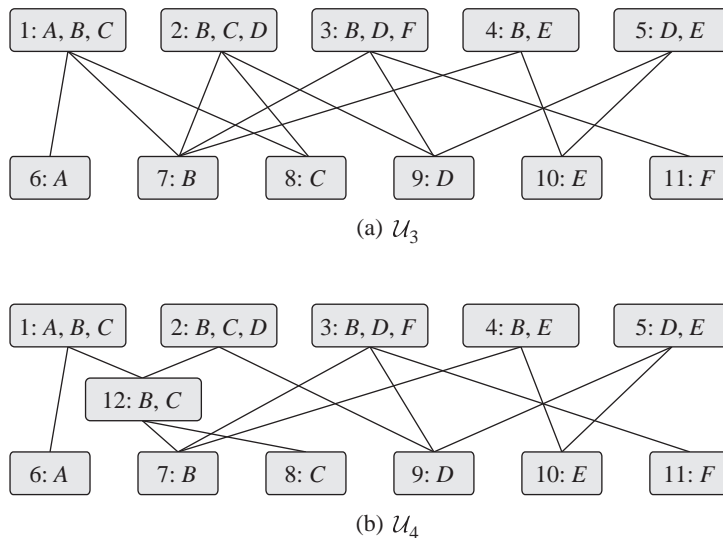 1: A, B, C 2: B, C, D 3: B, D, F 4: B, E 5: D, E
6: A 7: B 8: C 9: D 10: E 11: F
(a) 𝒰₃
1: A, B, C 2: B, C, D 3: B, D, F 4: B, E 5: D, E
12: B, C
6: A 7: B 8: C 9: D 10: E 11: F
(b) 𝒰₄